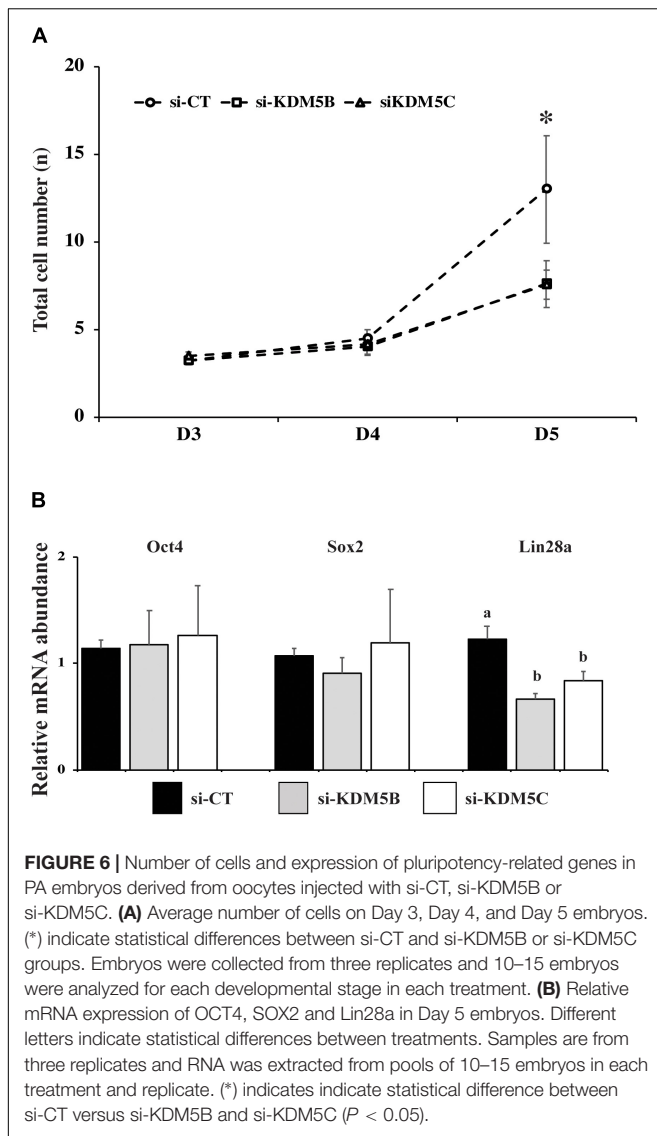 A
20
15
10
5
0
Total cell number (n)
si-CT si-KDM5B siKDM5C
*
D3 D4 D5
B
Oct4 Sox2 Lin28a
2
1
0
Relative mRNA abundance
a
b
b
si-CT si-KDM5B si-KDM5C
FIGURE 6 | Number of cells and expression of pluripotency-related genes in
PA embryos derived from oocytes injected with si-CT, si-KDM5B or
si-KDM5C. (A) Average number of cells on Day 3, Day 4, and Day 5 embryos.
(*) indicate statistical differences between si-CT and si-KDM5B or si-KDM5C
groups. Embryos were collected from three replicates and 10–15 embryos
were analyzed for each developmental stage in each treatment. (B) Relative
mRNA expression of OCT4, SOX2 and Lin28a in Day 5 embryos. Different
letters indicate statistical differences between treatments. Samples are from
three replicates and RNA was extracted from pools of 10–15 embryos in each
treatment and replicate. (*) indicates indicate statistical difference between
si-CT versus si-KDM5B and si-KDM5C (P < 0.05).